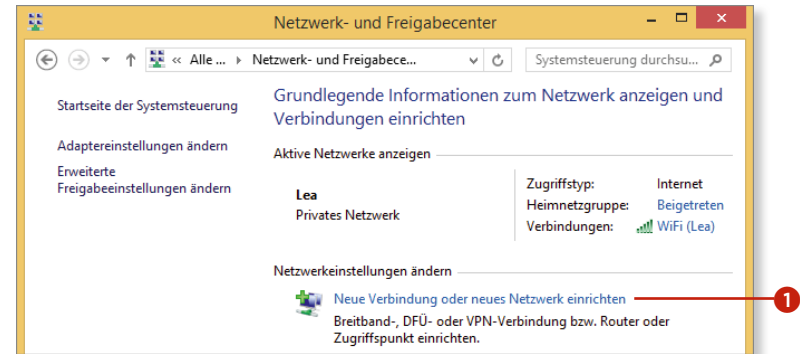 Netzwerk- und Freigabecenter
« Alle ... Netzwerk- und Freigabece...
Systemsteuerung durchsu...
Startseite der Systemsteuerung
Adaptereinstellungen ändern
Erweiterte
Freigabeeinstellungen ändern
Grundlegende Informationen zum Netzwerk anzeigen und
Verbindungen einrichten
Aktive Netzwerke anzeigen
Lea
Privates Netzwerk
Zugriffstyp: Internet
Heimnetzgruppe: Beigetreten
Verbindungen: WiFi (Lea)
Netzwerkeinstellungen ändern
Neue Verbindung oder neues Netzwerk einrichten
1
Breitband-, DFÜ- oder VPN-Verbindung bzw. Router oder
Zugriffspunkt einrichten.